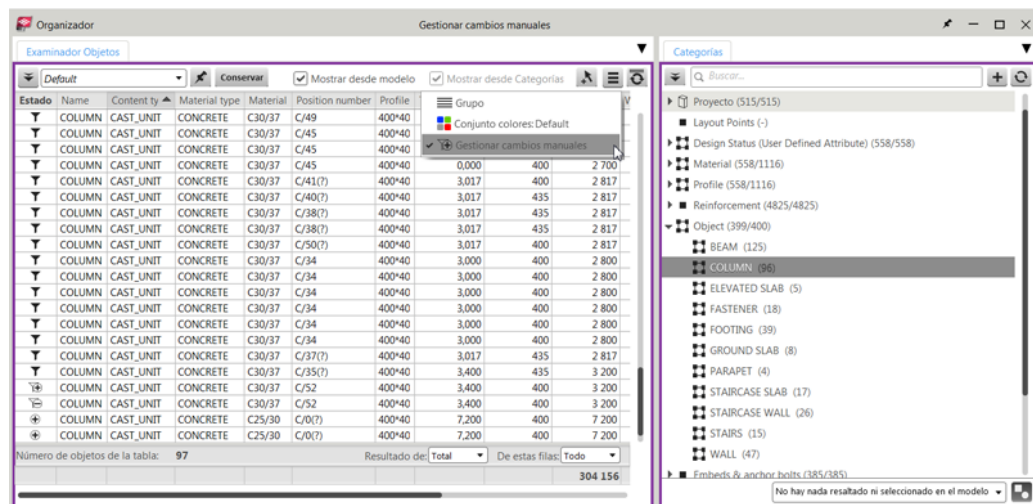 Organizador
Gestionar cambios manuales
Examinador Objetos
Default Conservar Mostrar desde modelo Mostrar desde Categorías
Estado Name Content ty Material type Material Position number Profile
Grupo
Conjunto colores: Default
Gestionar cambios manuales
COLUMN CAST_UNIT CONCRETE C30/37 C/49 400*40
COLUMN CAST_UNIT CONCRETE C30/37 C/45 400*40
COLUMN CAST_UNIT CONCRETE C30/37 C/45 400*40
COLUMN CAST_UNIT CONCRETE C30/37 C/45 400*40 0,000 400 2 700
COLUMN CAST_UNIT CONCRETE C30/37 C/41(?) 400*40 3,017 400 2 817
COLUMN CAST_UNIT CONCRETE C30/37 C/40(?) 400*40 3,017 435 2 817
COLUMN CAST_UNIT CONCRETE C30/37 C/38(?) 400*40 3,017 435 2 817
COLUMN CAST_UNIT CONCRETE C30/37 C/38(?) 400*40 3,017 435 2 817
COLUMN CAST_UNIT CONCRETE C30/37 C/50(?) 400*40 3,017 400 2 817
COLUMN CAST_UNIT CONCRETE C30/37 C/34 400*40 3,000 400 2 800
COLUMN CAST_UNIT CONCRETE C30/37 C/34 400*40 3,000 400 2 800
COLUMN CAST_UNIT CONCRETE C30/37 C/34 400*40 3,000 400 2 800
COLUMN CAST_UNIT CONCRETE C30/37 C/34 400*40 3,000 400 2 800
COLUMN CAST_UNIT CONCRETE C30/37 C/34 400*40 3,000 400 2 800
COLUMN CAST_UNIT CONCRETE C30/37 C/34 400*40 3,000 400 2 800
COLUMN CAST_UNIT CONCRETE C30/37 C/37(?) 400*40 3,017 435 2 817
COLUMN CAST_UNIT CONCRETE C30/37 C/35(?) 400*40 3,400 435 3 200
COLUMN CAST_UNIT CONCRETE C30/37 C/52 400*40 3,400 400 3 200
COLUMN CAST_UNIT CONCRETE C30/37 C/52 400*40 3,400 400 3 200
COLUMN CAST_UNIT CONCRETE C25/30 C/0(?) 400*40 7,200 400 7 200
COLUMN CAST_UNIT CONCRETE C25/30 C/0(?) 400*40 7,200 400 7 200
Número de objetos de la tabla: 97 Resultado de: Total De estas filas: Todo
304 156
Categorías
Buscar...
Proyecto (515/515)
Layout Points (-)
Design Status (User Defined Attribute) (558/558)
Material (558/1116)
Profile (558/1116)
Reinforcement (4825/4825)
Object (399/400)
BEAM (125)
COLUMN (96)
ELEVATED SLAB (5)
FASTENER (18)
FOOTING (39)
GROUND SLAB (8)
PARAPET (4)
STAIRCASE SLAB (17)
STAIRCASE WALL (26)
STAIRS (15)
WALL (47)
Embeds & anchor bolts (385/385)
No hay nada resaltado ni seleccionado en el modelo